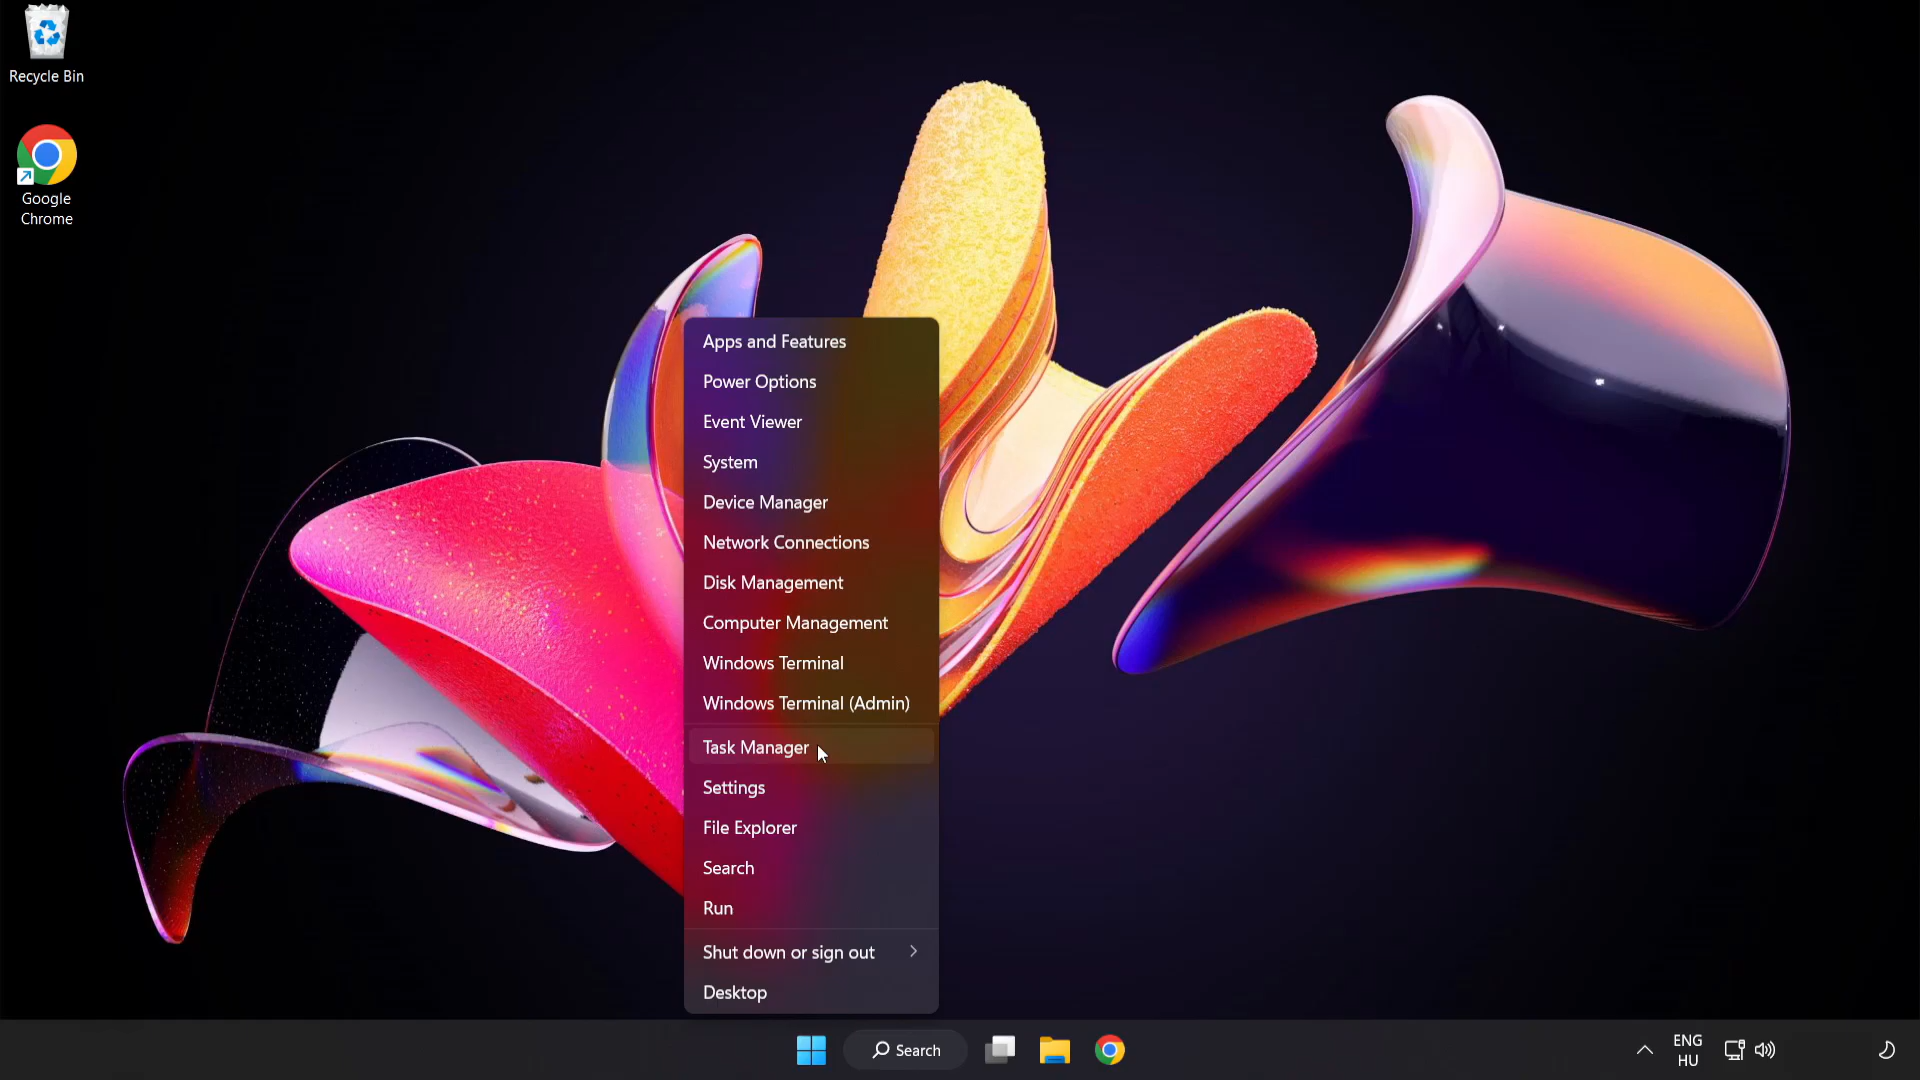 Recycle Bin
Google
Chrome
Apps and Features
Power Options
Event Viewer
System
Device Manager
Network Connections
Disk Management
Computer Management
Windows Terminal
Windows Terminal (Admin)
Task Manager
Settings
File Explorer
Search
Run
Shut down or sign out
Desktop
Search
ENG
HU